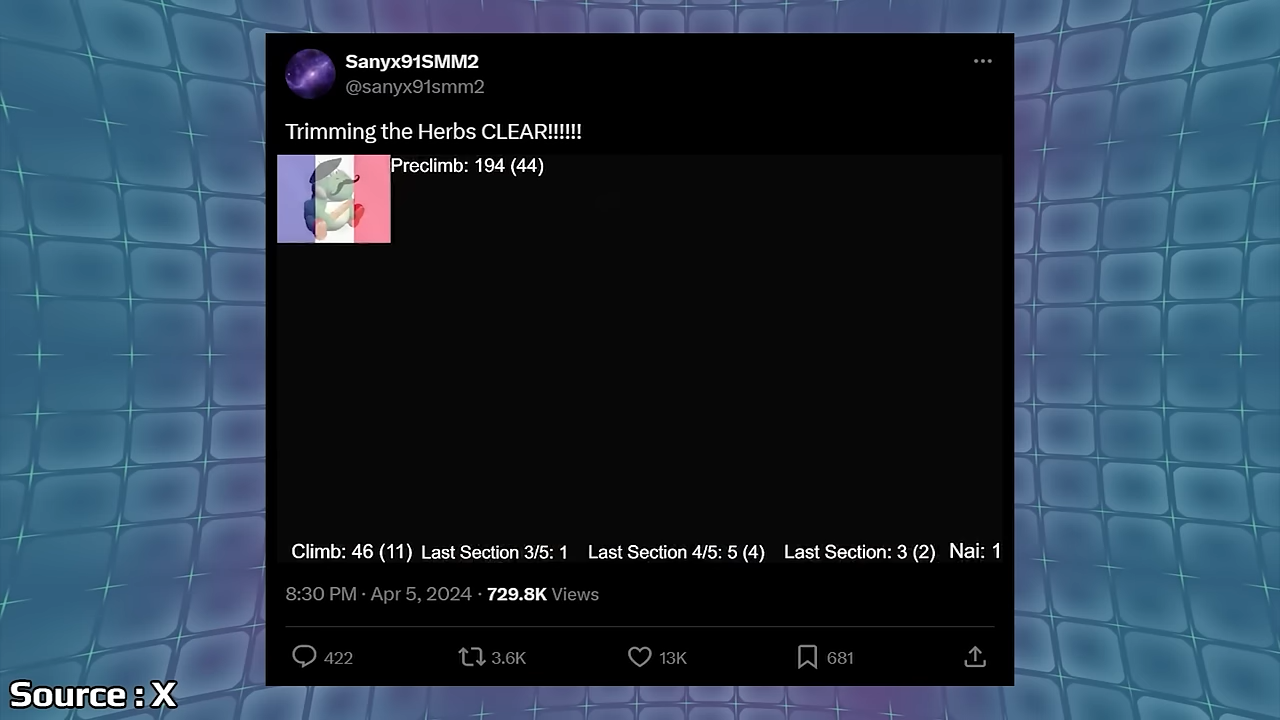 Sanyx91SMM2
@sanyx91smm2
Trimming the Herbs CLEAR!!!!!!
Preclimb: 194 (44)
Climb: 46 (11) Last Section 3/5: 1 Last Section 4/5: 5 (4) Last Section: 3 (2) Nai: 1
8:30 PM · Apr 5, 2024 · 729.8K Views
422 3.6K 13K 681
Source : X